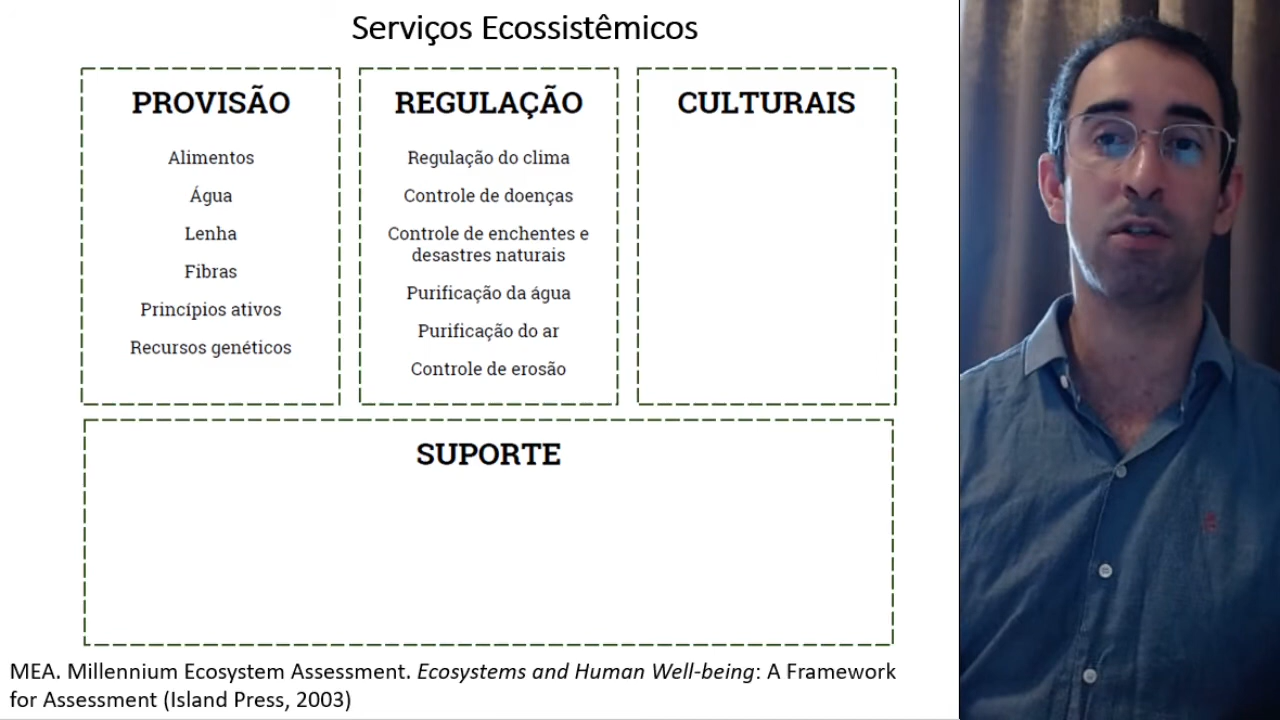 Serviços Ecossistêmicos
PROVISÃO
Alimentos
Água
Lenha
Fibras
Princípios ativos
Recursos genéticos
REGULAÇÃO
Regulação do clima
Controle de doenças
Controle de enchentes e
desastres naturais
Purificação da água
Purificação do ar
Controle de erosão
CULTURAIS
SUPORTE
MEA. Millennium Ecosystem Assessment. Ecosystems and Human Well-being: A Framework
for Assessment (Island Press, 2003)